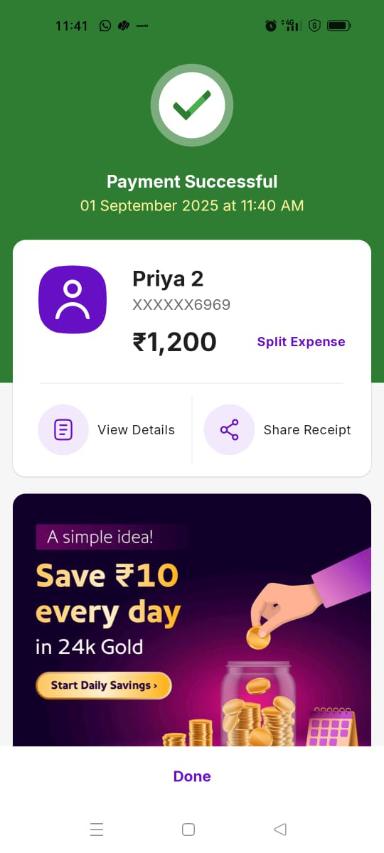 11:41
4G
Payment Successful
01 September 2025 at 11:40 AM
Priya 2
XXXXXX6969
₹1,200
Split Expense
View Details
Share Receipt
A simple idea!
Save ₹10
every day
in 24k Gold
Start Daily Savings ›
Done